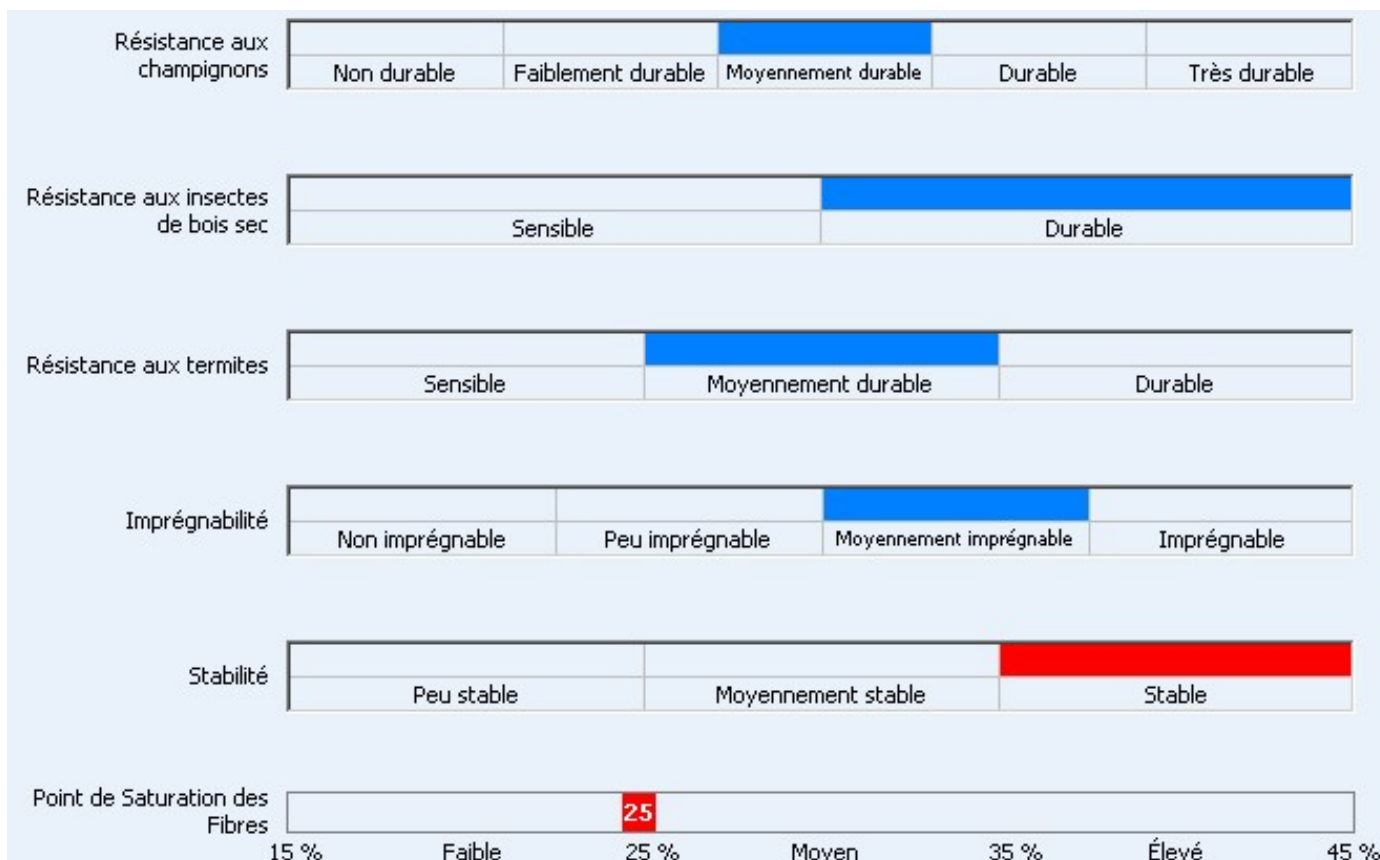 Résistance aux
champignons
Non durable Faiblement durable Moyennement durable Durable Très durable
Résistance aux insectes
de bois sec
Sensible Durable
Résistance aux termites
Sensible Moyennement durable Durable
Imprégnabilité
Non imprégnable Peu imprégnable Moyennement imprégnable Imprégnable
Stabilité
Peu stable Moyennement stable Stable
Point de Saturation des
Fibres
25
15 % Faible 25 % Moyen 35 % Élevé 45 %